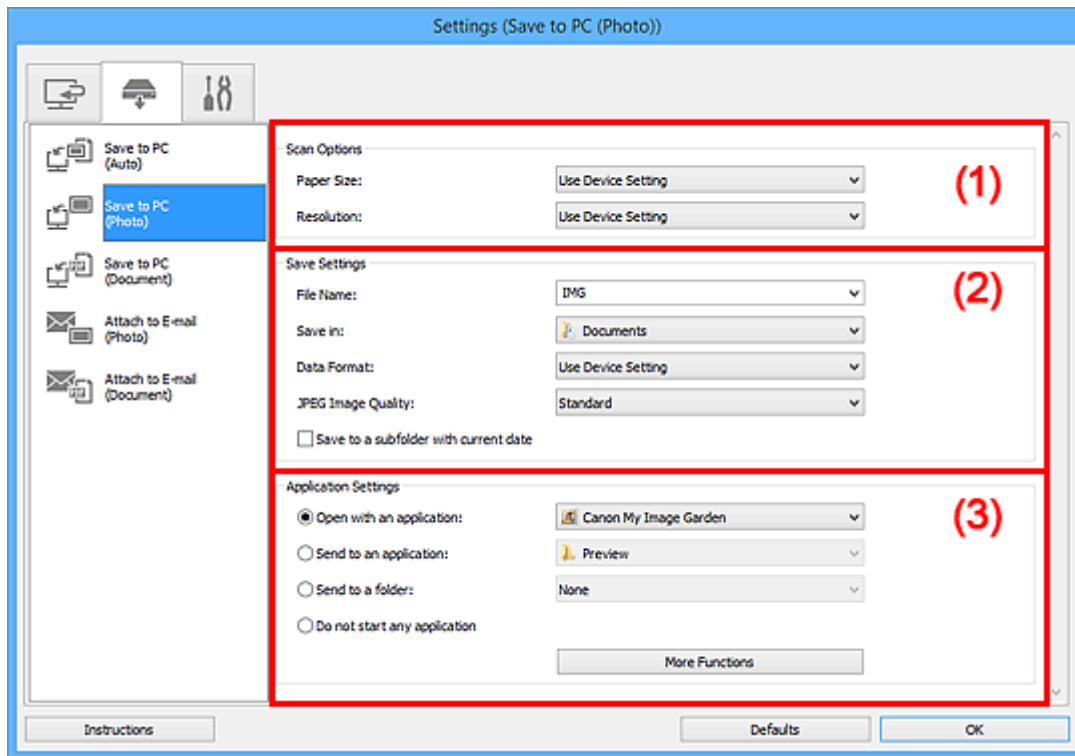 Settings (Save to PC (Photo))
Save to PC
(Auto)
Save to PC
(Photo)
Save to PC
(Document)
Attach to E-mail
(Photo)
Attach to E-mail
(Document)
Scan Options
(1)
Paper Size: Use Device Setting
Resolution: Use Device Setting
Save Settings
(2)
File Name: IMG
Save in: Documents
Data Format: Use Device Setting
JPEG Image Quality: Standard
Save to a subfolder with current date
Application Settings
(3)
Open with an application: Canon My Image Garden
Send to an application: Preview
Send to a folder: None
Do not start any application
More Functions
Instructions Defaults OK